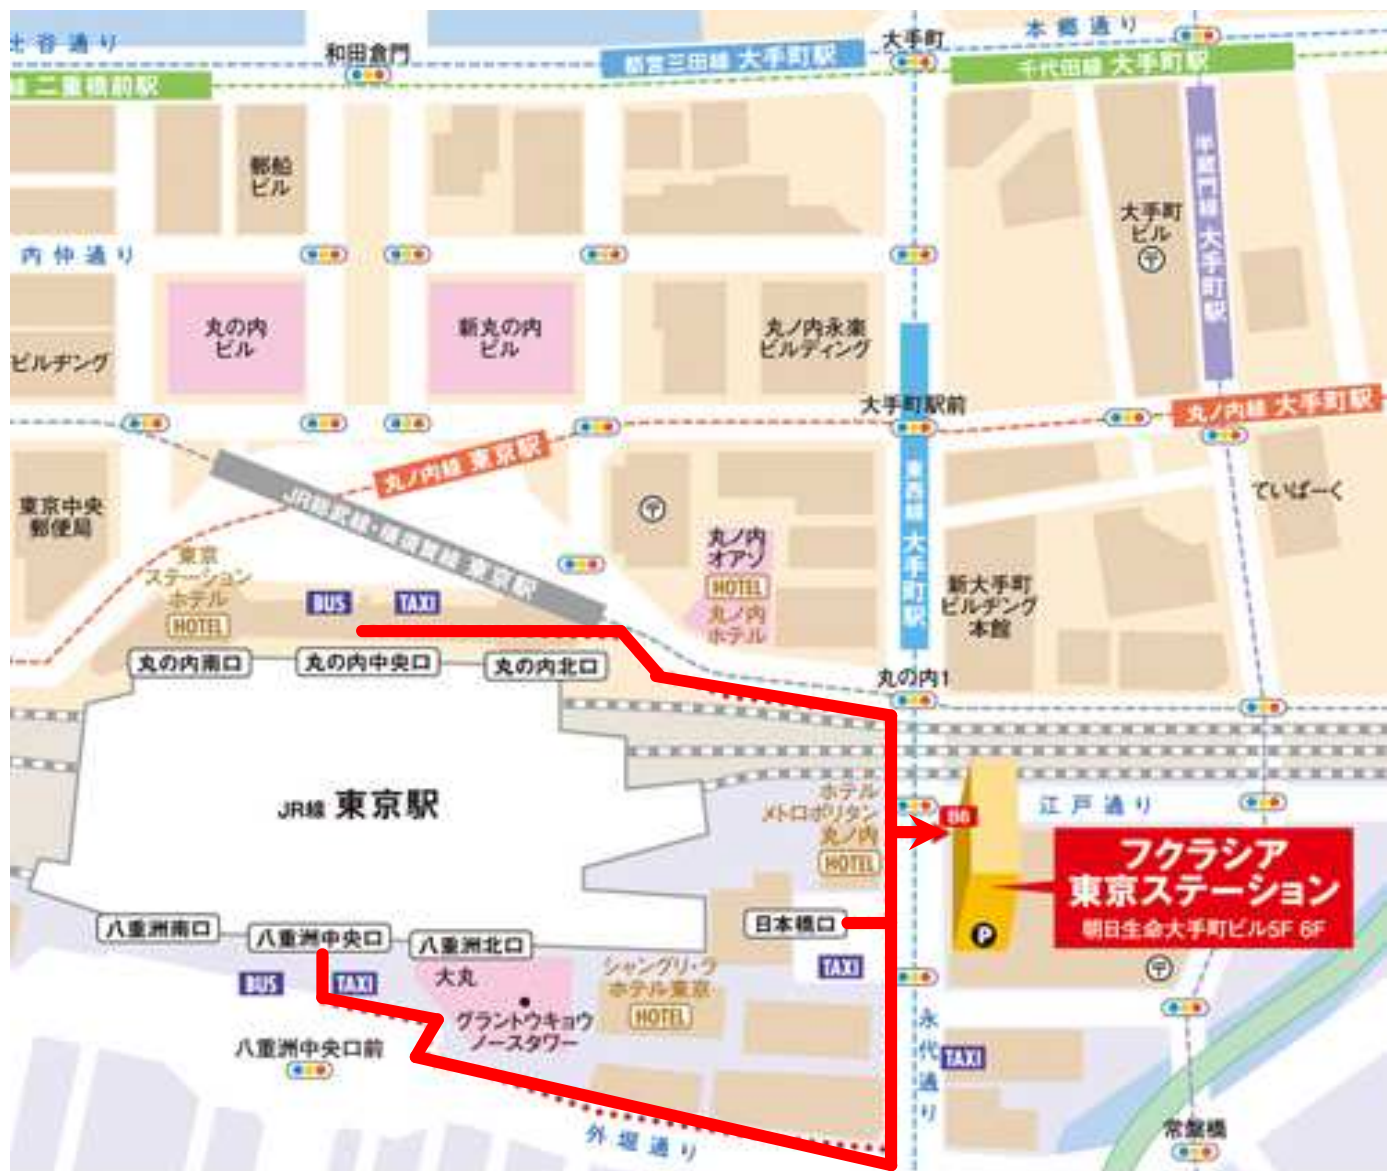 比谷通り
和田倉門
都営三田線 大手町駅
大手町
本郷通り
千代田線 大手町駅
線 二重橋前駅
郵船
ビル
半蔵門線 大手町駅
大手町
ビル
内仲通り
丸の内
ビル
新丸の内
ビル
丸ノ内永楽
ビルディング
ビルヂング
大手町駅前
丸ノ内線 大手町駅
丸ノ内線 東京駅
東西線 大手町駅
JR総武線・横須賀線 東京駅
東京中央
郵便局
ていぱーく
丸ノ内
オアゾ
HOTEL
丸ノ内
ホテル
東京
ステーション
ホテル
HOTEL
BUS
TAXI
新大手町
ビルヂング
本館
丸の内南口
丸の内中央口
丸の内北口
丸の内1
JR線 東京駅
ホテル
メトロポリタン
丸ノ内
HOTEL
B6
江戸通り
フクラシア
東京ステーション
朝日生命大手町ビル5F 6F
P
八重洲南口
八重洲中央口
八重洲北口
日本橋口
BUS
TAXI
大丸
シャングリ・ラ
ホテル東京
HOTEL
TAXI
グラントウキョウ
ノースタワー
八重洲中央口前
永代通り
TAXI
外堀通り
常盤橋